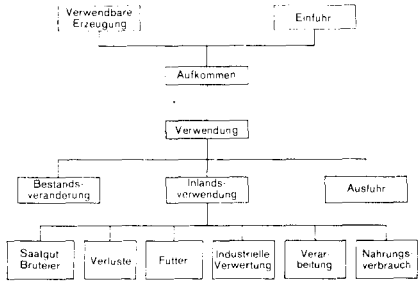 Verwendbare
Erzeugung
Einfuhr
Aufkommen
Verwendung
Bestands-
veränderung
Inlands-
verwendung
Ausfuhr
Saatgut
Bruteier
Verluste
Futter
Industrielle
Verwertung
Verar-
beitung
Nahrungs-
verbrauch